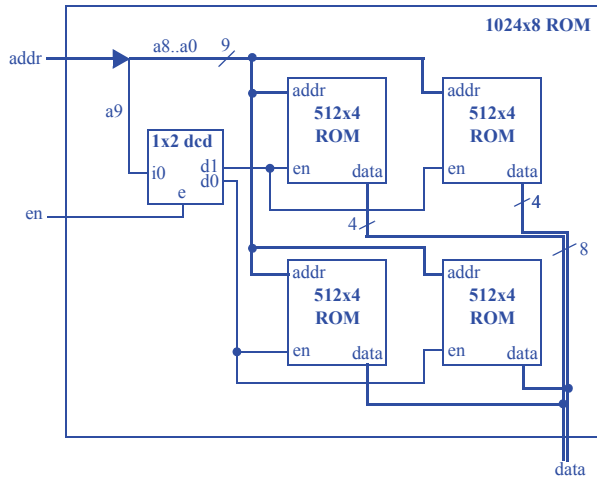 1024x8 ROM
addr
a8..a0
9
a9
1x2 dcd
d1
i0
d0
e
en
addr
512x4
ROM
en
data
addr
512x4
ROM
en
data
4
4
8
addr
512x4
ROM
en
data
addr
512x4
ROM
en
data
data